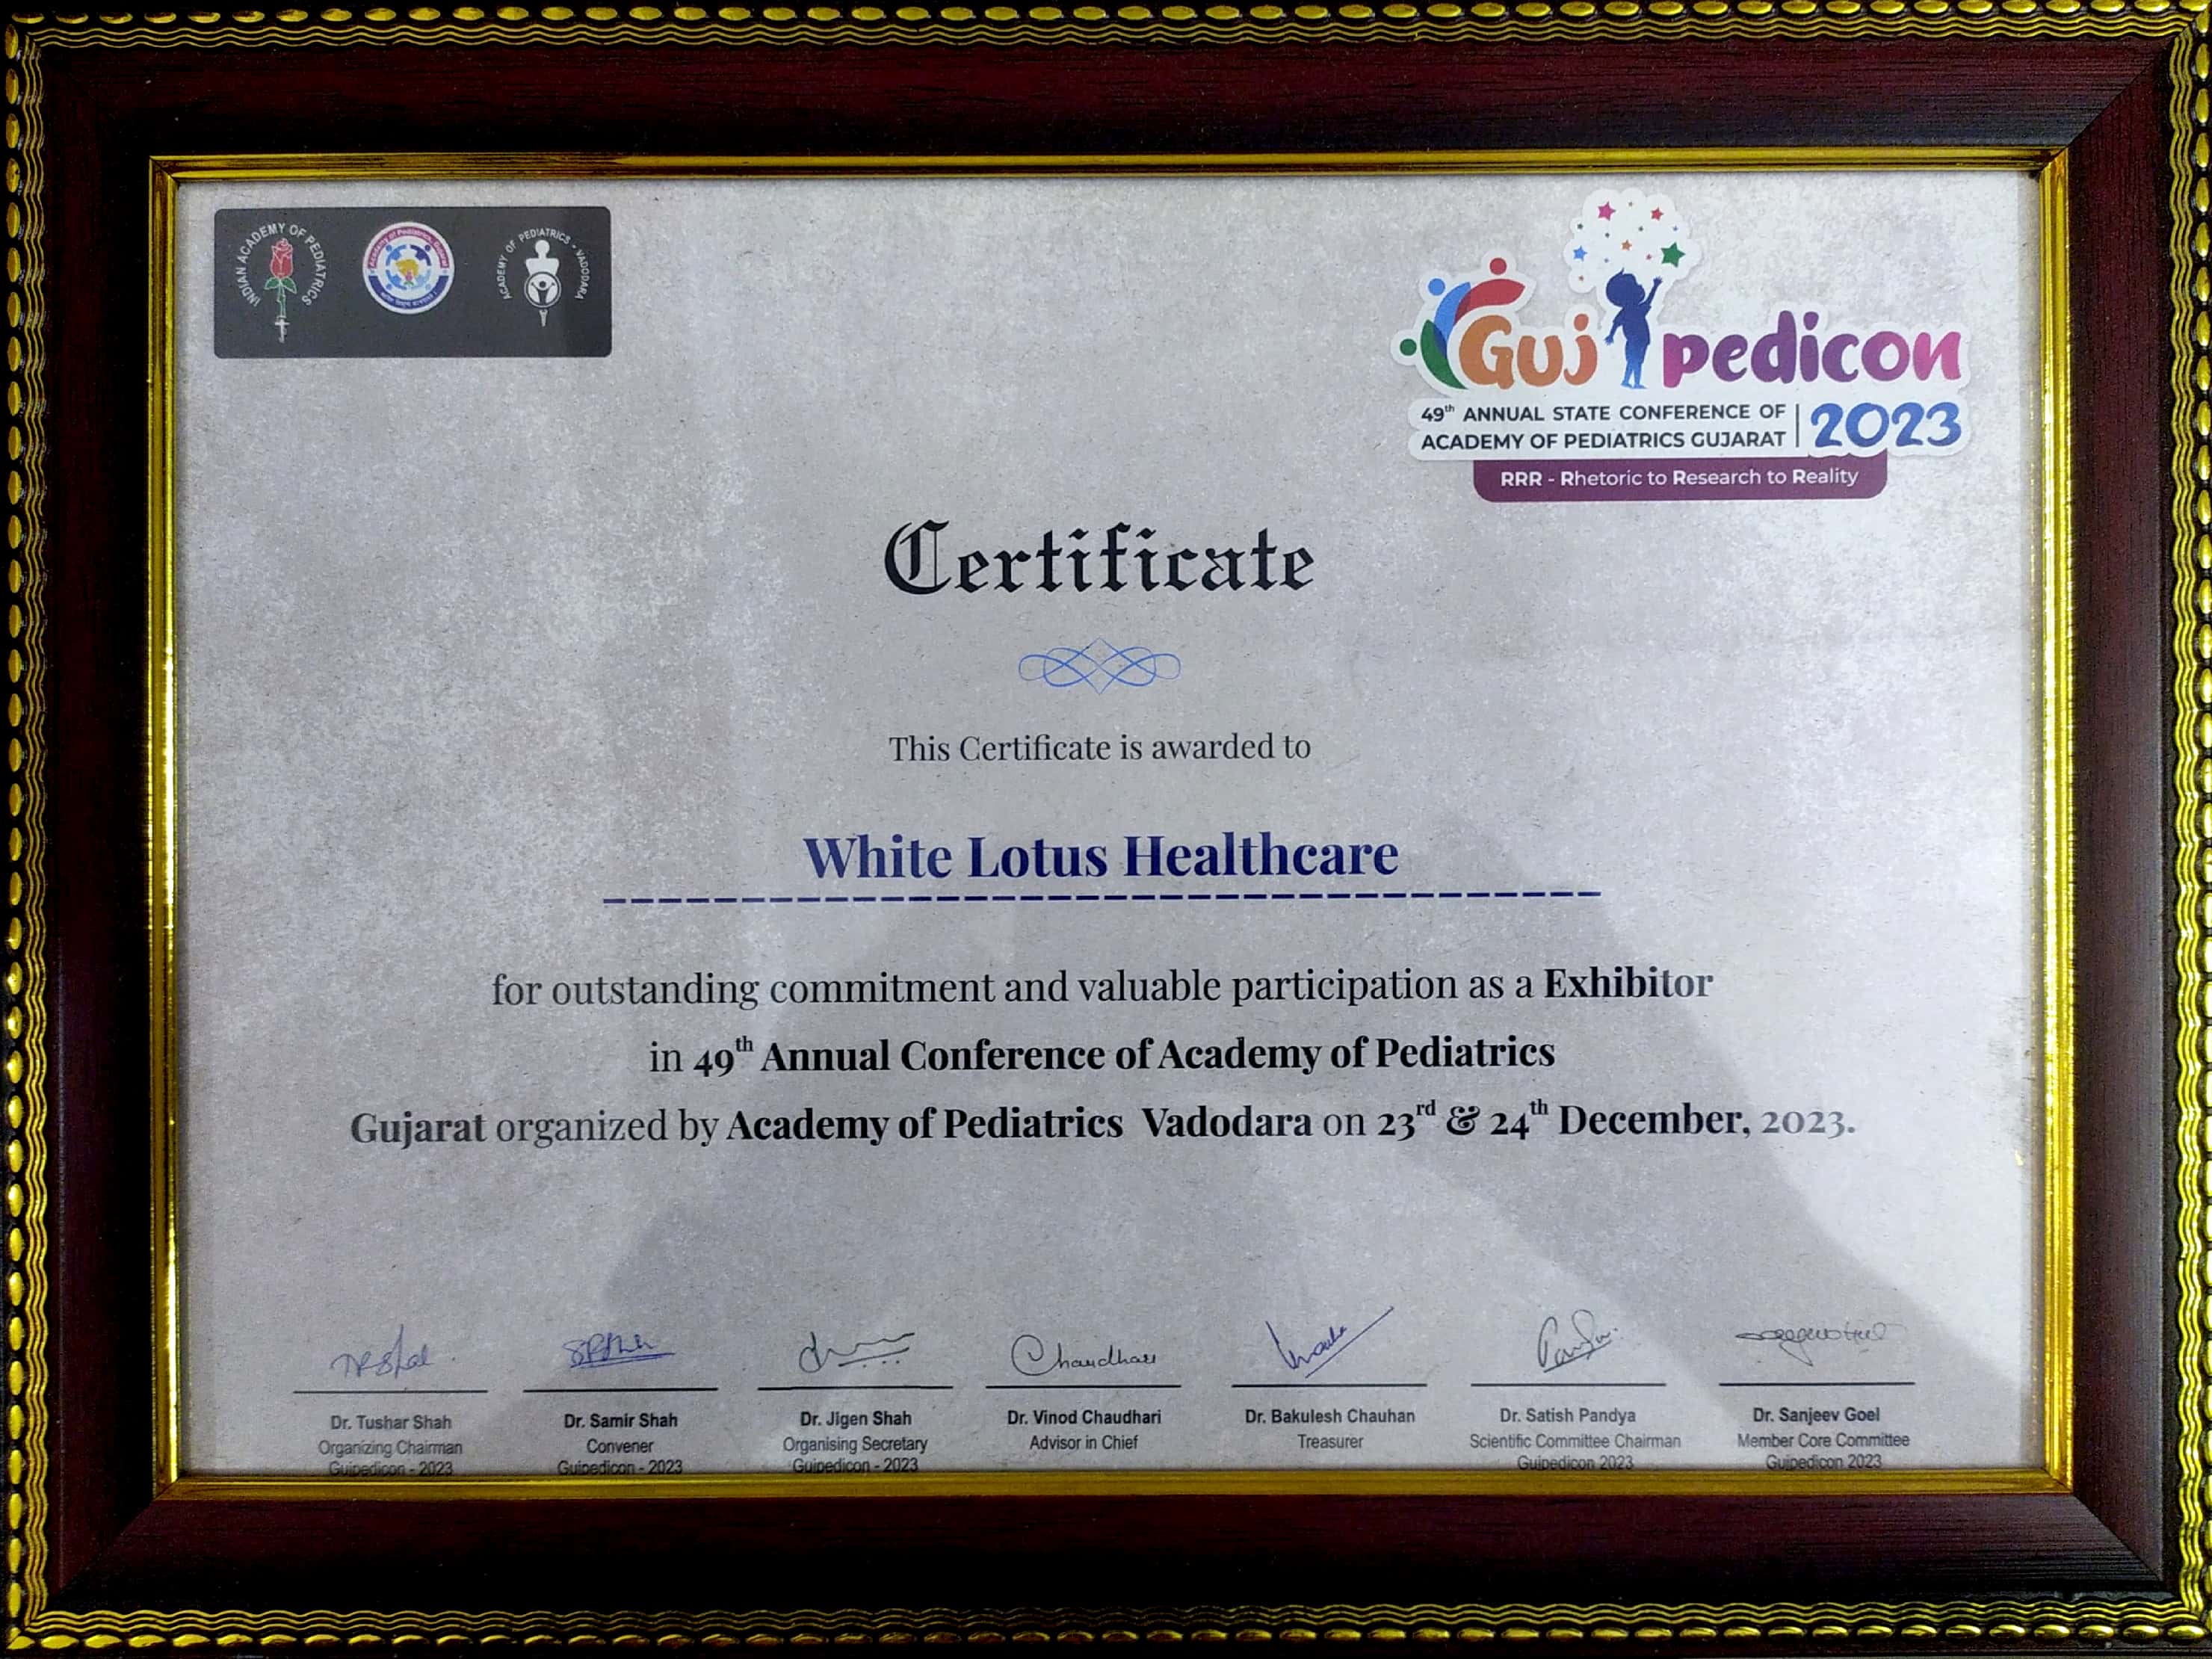 INDIAN ACADEMY OF PEDIATRICS
Academy of Pediatrics, Gujarat
ACADEMY OF PEDIATRICS - VADODARA
Guj pedicon
49th ANNUAL STATE CONFERENCE OF
ACADEMY OF PEDIATRICS GUJARAT
2023
RRR - Rhetoric to Research to Reality
Certificate
This Certificate is awarded to
White Lotus Healthcare
for outstanding commitment and valuable participation as a Exhibitor
in 49th Annual Conference of Academy of Pediatrics
Gujarat organized by Academy of Pediatrics Vadodara on 23rd & 24th December, 2023.
Chaudhari
Dr. Tushar Shah
Organizing Chairman
Gujpedicon - 2023
Dr. Samir Shah
Convener
Gujpedicon - 2023
Dr. Jigen Shah
Organising Secretary
Gujpedicon - 2023
Dr. Vinod Chaudhari
Advisor in Chief
Dr. Bakulesh Chauhan
Treasurer
Dr. Satish Pandya
Scientific Committee Chairman
Gujpedicon 2023
Dr. Sanjeev Goel
Member Core Committee
Gujpedicon 2023